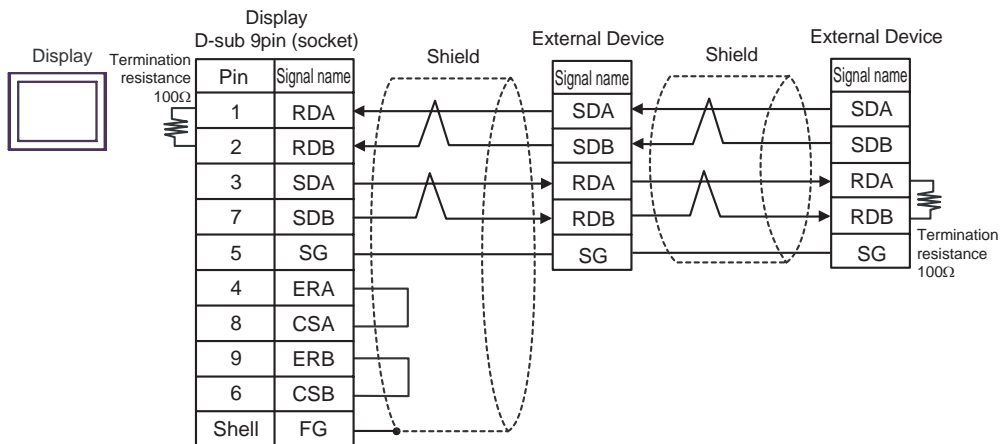 Display
Display
D-sub 9pin (socket)
Termination
resistance
100Ω
Pin Signal name
1 RDA
2 RDB
3 SDA
7 SDB
5 SG
4 ERA
8 CSA
9 ERB
6 CSB
Shell FG
Shield
External Device
Signal name
SDA
SDB
RDA
RDB
SG
Shield
External Device
Signal name
SDA
SDB
RDA
RDB
SG
Termination
resistance
100Ω